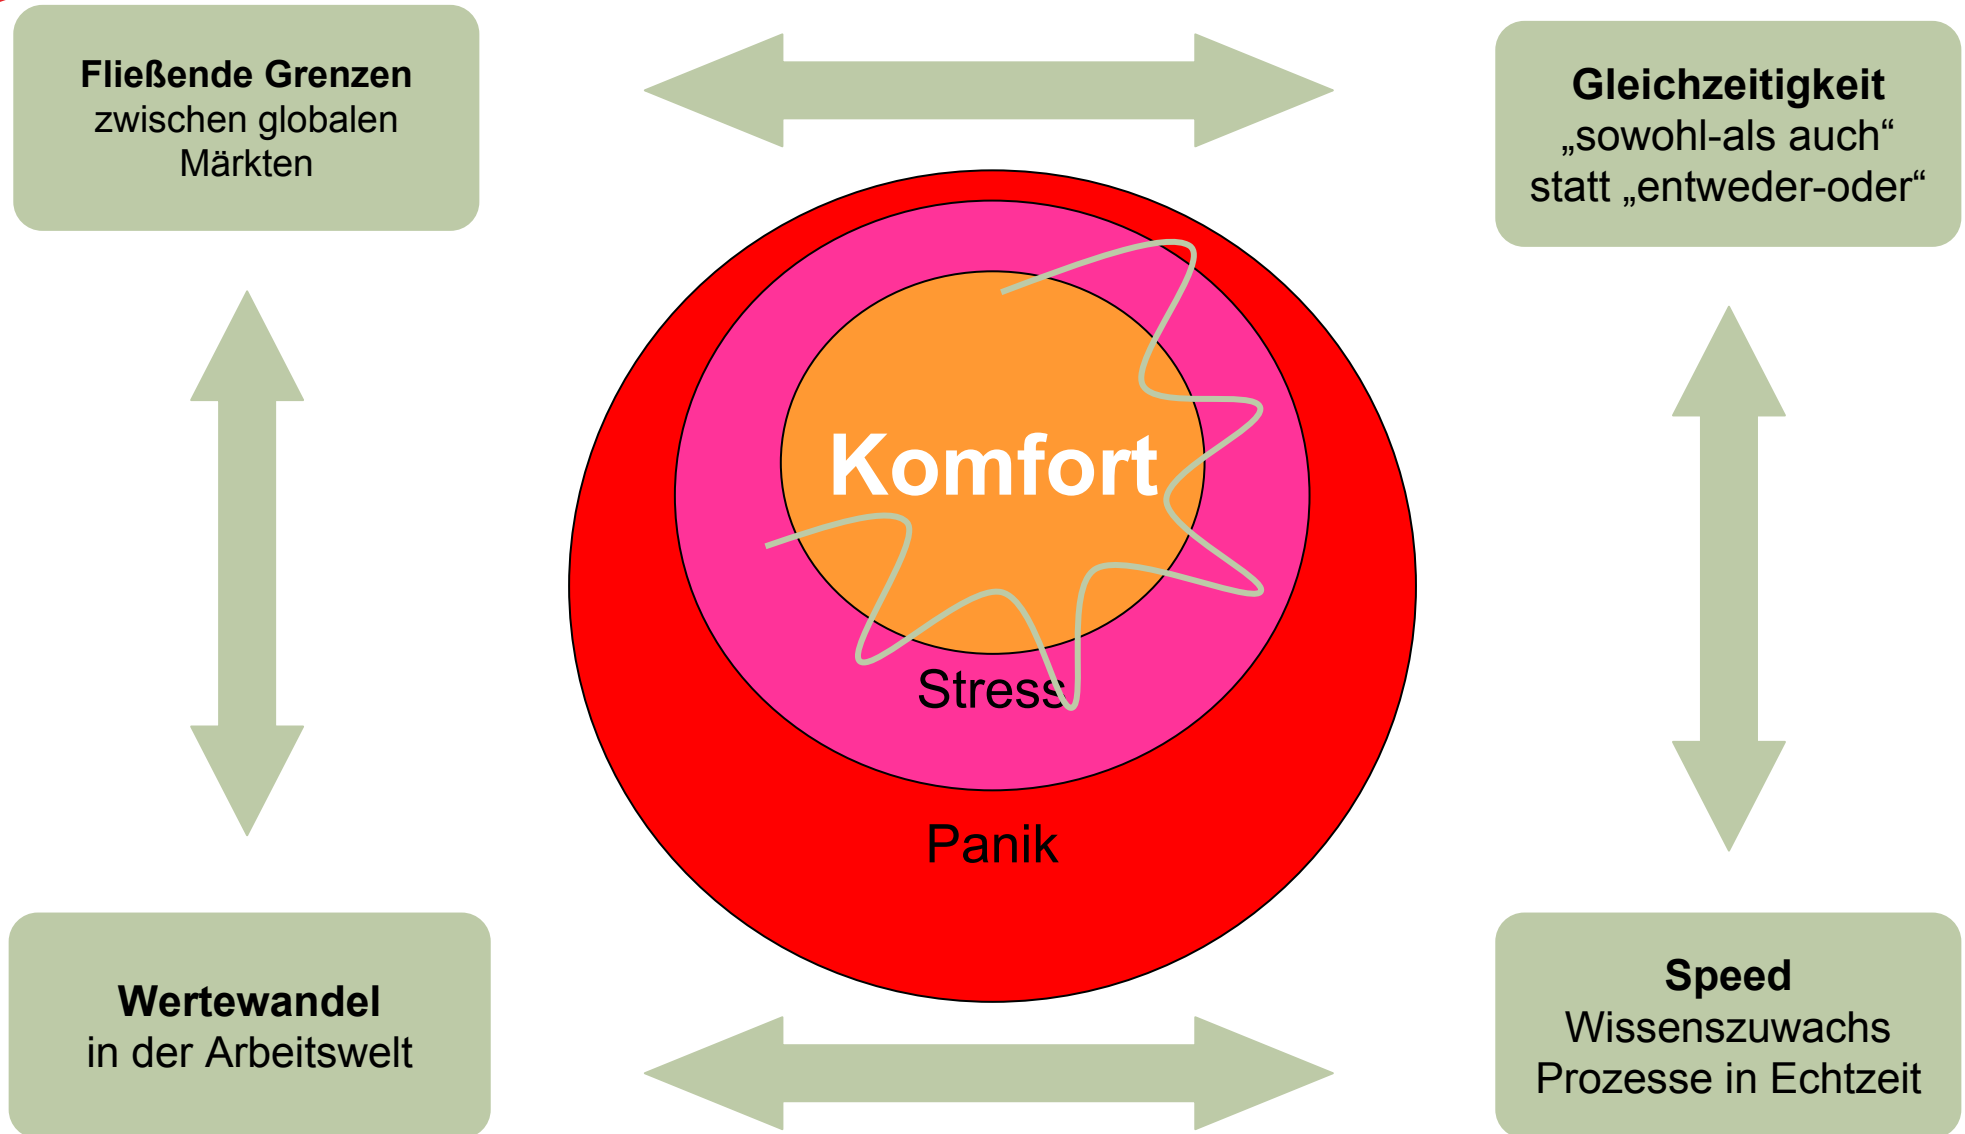 Fließende Grenzen
zwischen globalen
Märkten
Gleichzeitigkeit
„sowohl-als auch“
statt „entweder-oder“
Komfort
Stress
Panik
Wertewandel
in der Arbeitswelt
Speed
Wissenszuwachs
Prozesse in Echtzeit